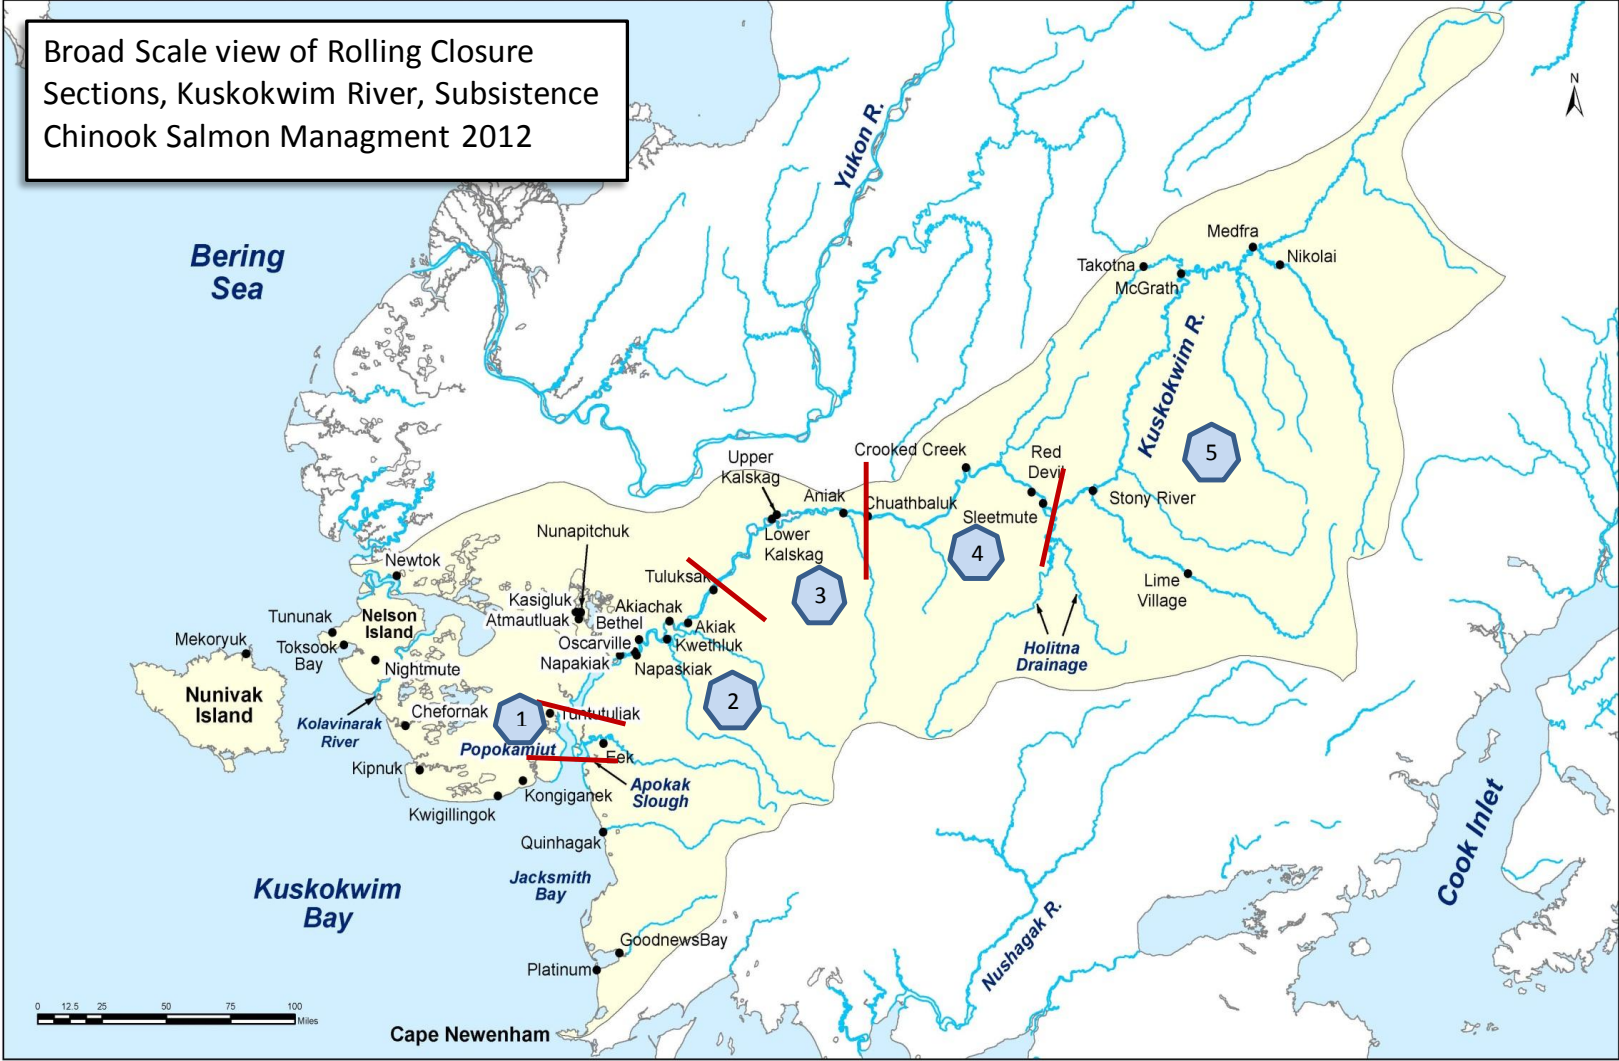 Broad Scale view of Rolling Closure
Sections, Kuskokwim River, Subsistence
Chinook Salmon Managment 2012
N
Yukon R.
Bering
Sea
Medfra
Takotna
Nikolai
McGrath
Kuskokwim R.
5
Crooked Creek
Red
Devil
Upper
Kalskag
Aniak
Chuathbaluk
Stony River
Sleetmute
Lower
Kalskag
4
Nunapitchuk
Newtok
Tuluksak
3
Lime
Village
Kasigluk
Atmautluak
Akiachak
Bethel
Akiak
Tununak
Nelson
Island
Mekoryuk
Toksook
Bay
Oscarville
Kwethluk
Napakiak
Napaskiak
Nightmute
Holitna
Drainage
Nunivak
Island
2
Kolavinarak
River
Chefornak
1
Tuntutuliak
Popokamiut
Eek
Kipnuk
Apokak
Slough
Kongiganek
Kwigillingok
Quinhagak
Jacksmith
Bay
Kuskokwim
Bay
Cook Inlet
GoodnewsBay
Platinum
Nushagak R.
0 12.5 25 50 75 100
Miles
Cape Newenham